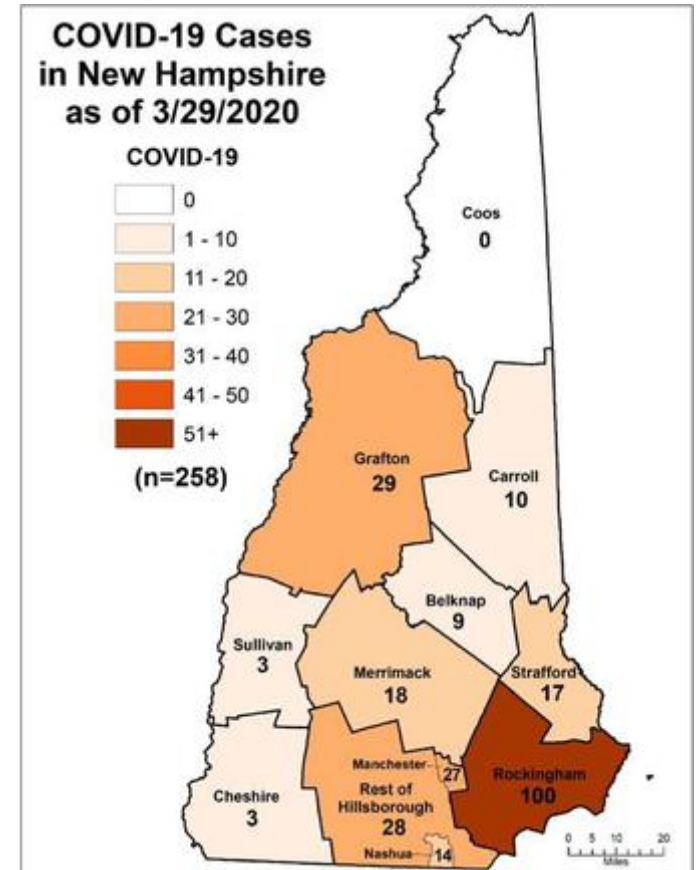 COVID-19 Cases
in New Hampshire
as of 3/29/2020
COVID-19
0
1 - 10
11 - 20
21 - 30
31 - 40
41 - 50
51+
(n=258)
Coos
0
Grafton
29
Carroll
10
Belknap
9
Sullivan
3
Merrimack
18
Strafford
17
Manchester
27
Rockingham
100
Cheshire
3
Rest of
Hillsborough
28
Nashua
14
0 5 10 20
Miles